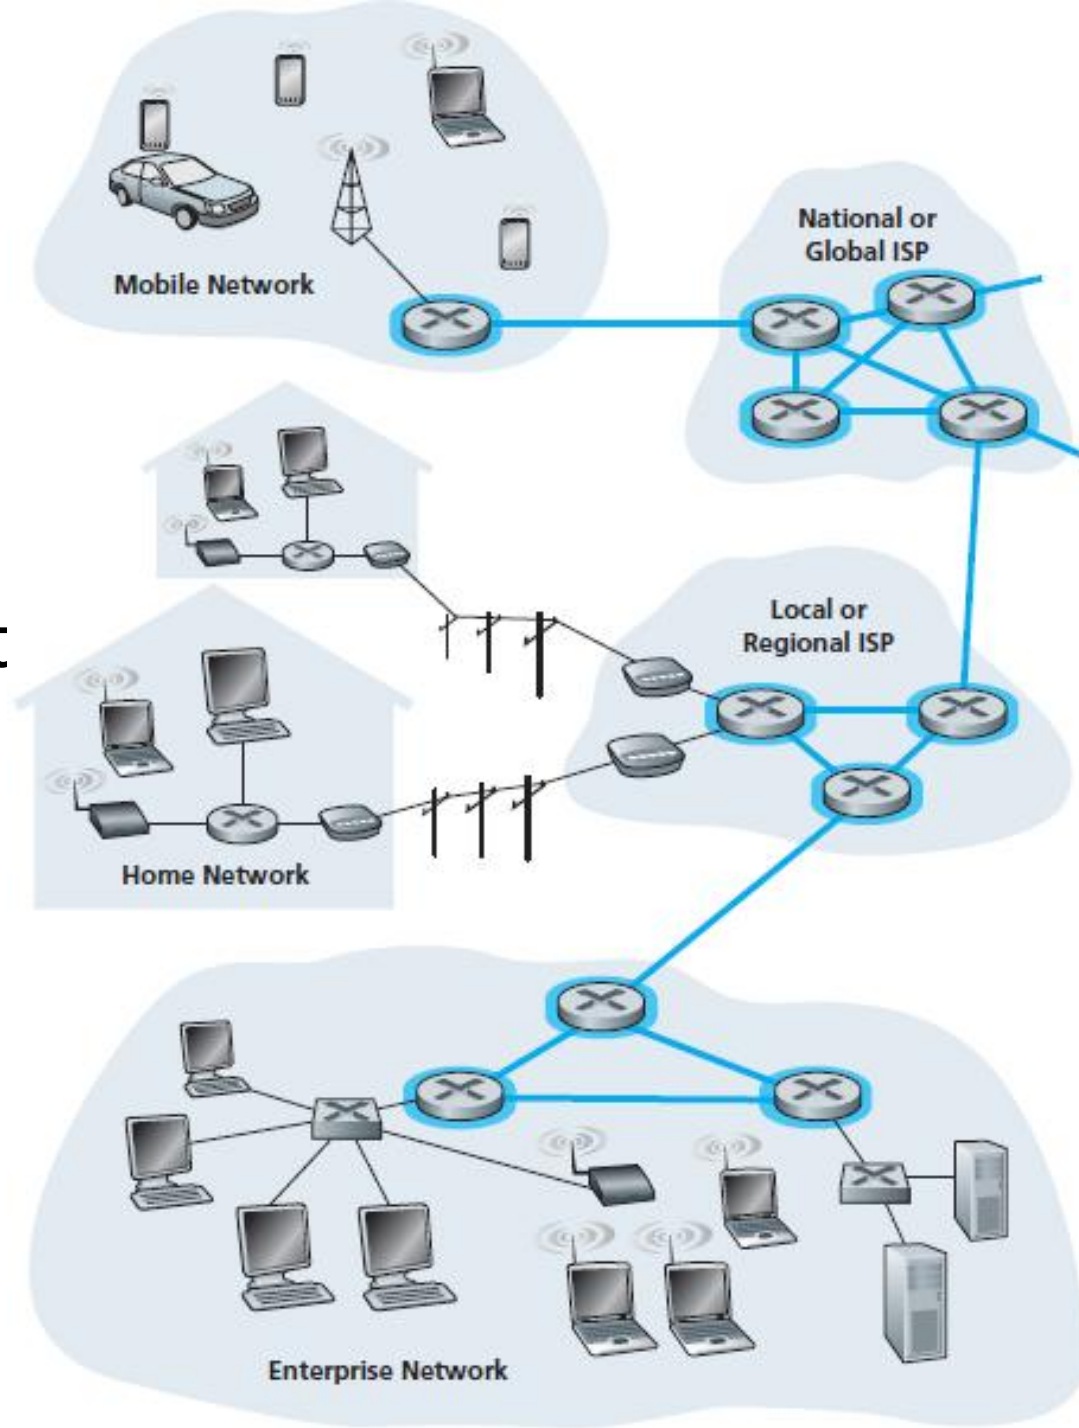 National or
Global ISP
Mobile Network
Local or
Regional ISP
t
Home Network
Enterprise Network